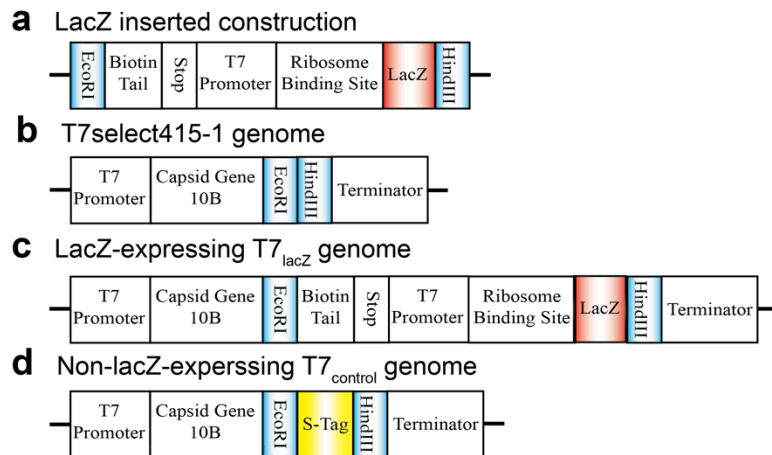 a LacZ inserted construction
EcoRI Biotin Tail Stop T7 Promoter Ribosome Binding Site LacZ HindIII
b T7select415-1 genome
T7 Promoter Capsid Gene 10B EcoRI HindIII Terminator
c LacZ-expressing T7lacZ genome
T7 Promoter Capsid Gene 10B EcoRI Biotin Tail Stop T7 Promoter Ribosome Binding Site LacZ HindIII Terminator
d Non-lacZ-experssing T7control genome
T7 Promoter Capsid Gene 10B EcoRI S-Tag HindIII Terminator